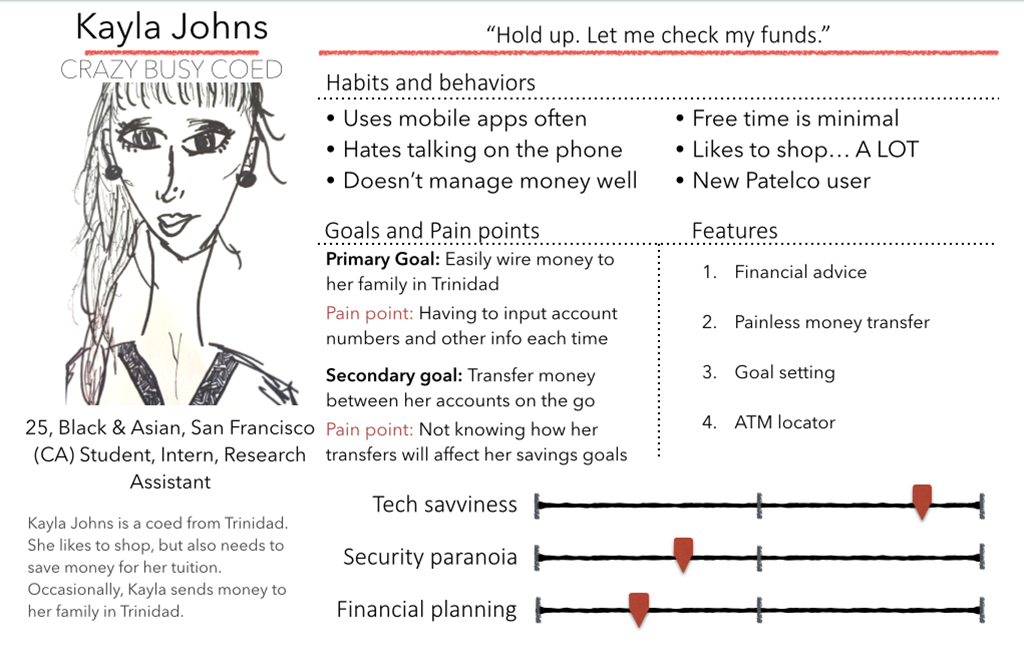 Kayla Johns
CRAZY BUSY COED
25, Black & Asian, San Francisco
(CA) Student, Intern, Research
Assistant
Kayla Johns is a coed from Trinidad.
She likes to shop, but also needs to
save money for her tuition.
Occasionally, Kayla sends money to
her family in Trinidad.
“Hold up. Let me check my funds.”
Habits and behaviors
• Uses mobile apps often
• Hates talking on the phone
• Doesn’t manage money well
• Free time is minimal
• Likes to shop… A LOT
• New Patelco user
Goals and Pain points
Primary Goal: Easily wire money to
her family in Trinidad
Pain point: Having to input account
numbers and other info each time
Secondary goal: Transfer money
between her accounts on the go
Pain point: Not knowing how her
transfers will affect her savings goals
Features
1. Financial advice
2. Painless money transfer
3. Goal setting
4. ATM locator
Tech savviness
Security paranoia
Financial planning